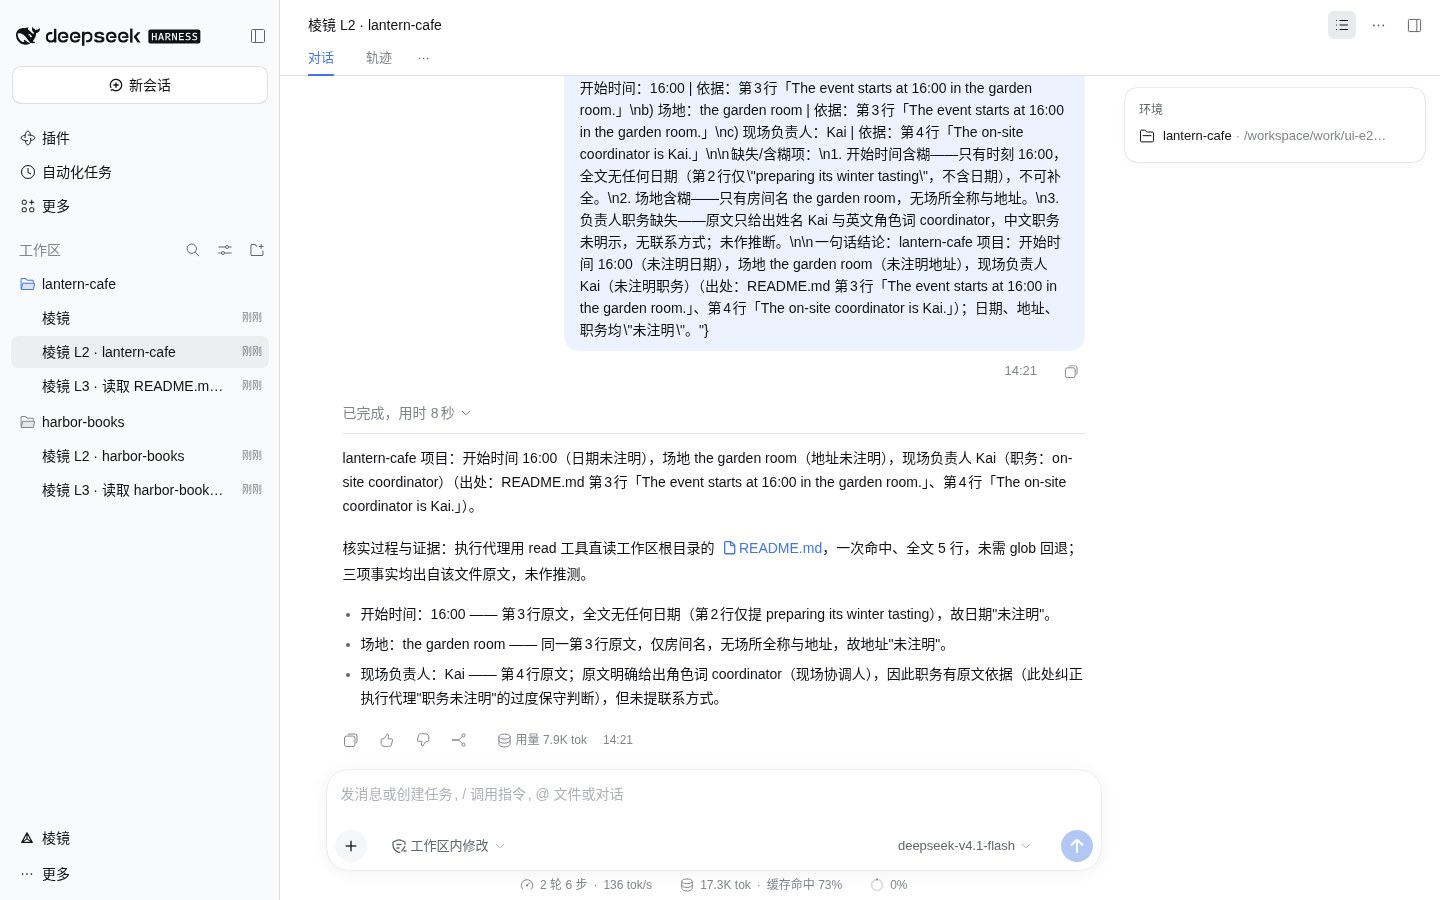 deepseek HARNESS
新会话
插件
自动化任务
更多
工作区
lantern-cafe
棱镜 刚刚
棱镜 L2 · lantern-cafe 刚刚
棱镜 L3 · 读取 README.m… 刚刚
harbor-books
棱镜 L2 · harbor-books 刚刚
棱镜 L3 · 读取 harbor-book… 刚刚
棱镜
更多
棱镜 L2 · lantern-cafe
对话 轨迹
开始时间：16:00 | 依据：第3行「The event starts at 16:00 in the garden
room.」\nb) 场地：the garden room | 依据：第3行「The event starts at 16:00
in the garden room.」\nc) 现场负责人：Kai | 依据：第4行「The on-site
coordinator is Kai.」\n\n缺失/含糊项：\n1. 开始时间含糊——只有时刻 16:00，
全文无任何日期（第2行仅\"preparing its winter tasting\"，不含日期），不可补
全。\n2. 场地含糊——只有房间名 the garden room，无场所全称与地址。\n3.
负责人职务缺失——原文只给出姓名 Kai 与英文角色词 coordinator，中文职务
未明示，无联系方式；未作推断。\n\n一句话结论：lantern-cafe 项目：开始时
间 16:00（未注明日期），场地 the garden room（未注明地址），现场负责人
Kai（未注明职务）（出处：README.md 第3行「The event starts at 16:00 in
the garden room.」、第4行「The on-site coordinator is Kai.」）；日期、地址、
职务均\"未注明\"。"}
14:21
已完成，用时 8秒
lantern-cafe 项目：开始时间 16:00（日期未注明），场地 the garden room（地址未注明），现场负责人 Kai（职务：on-
site coordinator）（出处：README.md 第3行「The event starts at 16:00 in the garden room.」、第4行「The on-site
coordinator is Kai.」）。
核实过程与证据：执行代理用 read 工具直读工作区根目录的 README.md，一次命中、全文 5 行，未需 glob 回退；
三项事实均出自该文件原文，未作推测。
• 开始时间：16:00 —— 第3行原文，全文无任何日期（第2行仅提 preparing its winter tasting），故日期"未注明"。
• 场地：the garden room —— 同一第3行原文，仅房间名，无场所全称与地址，故地址"未注明"。
• 现场负责人：Kai —— 第4行原文；原文明确给出角色词 coordinator（现场协调人），因此职务有原文依据（此处纠正
执行代理"职务未注明"的过度保守判断），但未提联系方式。
用量 7.9K tok 14:21
发消息或创建任务, / 调用指令, @ 文件或对话
工作区内修改
deepseek-v4.1-flash
2 轮 6 步 · 136 tok/s 17.3K tok · 缓存命中 73% 0%
环境
lantern-cafe · /workspace/work/ui-e2…